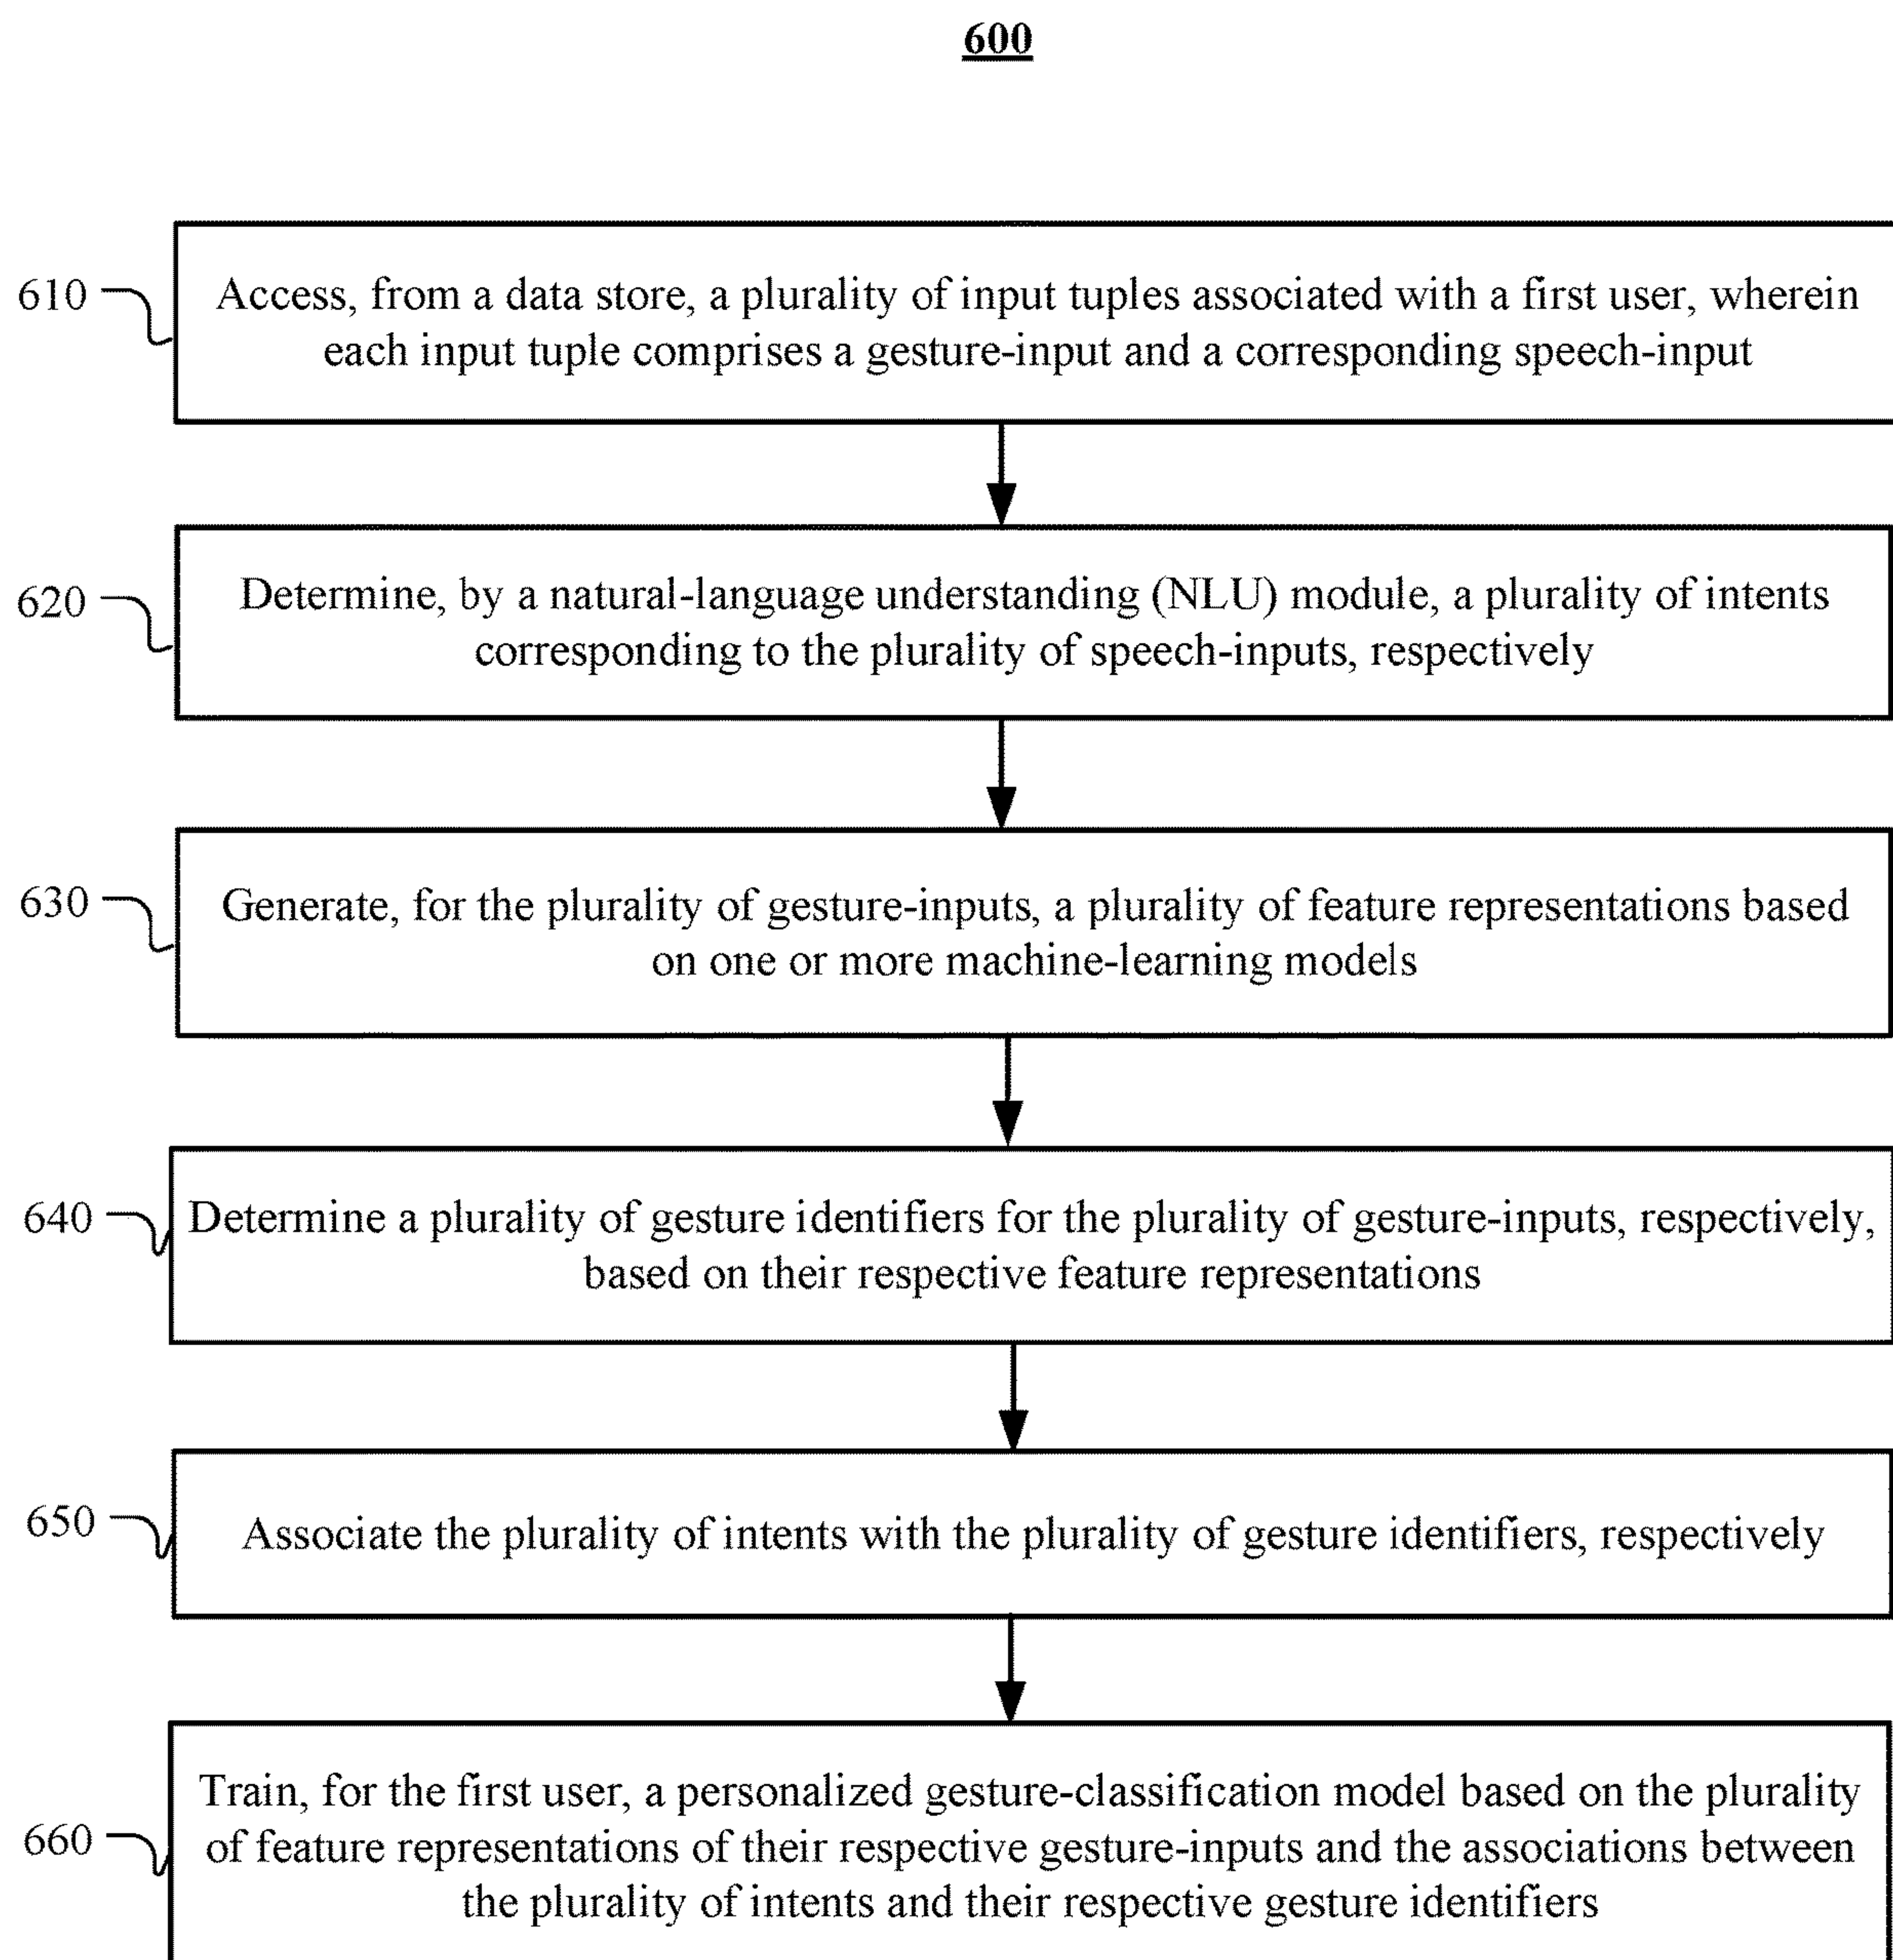 600
610
Access, from a data store, a plurality of input tuples associated with a first user, wherein
each input tuple comprises a gesture-input and a corresponding speech-input
620
Determine, by a natural-language understanding (NLU) module, a plurality of intents
corresponding to the plurality of speech-inputs, respectively
630
Generate, for the plurality of gesture-inputs, a plurality of feature representations based
on one or more machine-learning models
640
Determine a plurality of gesture identifiers for the plurality of gesture-inputs, respectively,
based on their respective feature representations
650
Associate the plurality of intents with the plurality of gesture identifiers, respectively
660
Train, for the first user, a personalized gesture-classification model based on the plurality
of feature representations of their respective gesture-inputs and the associations between
the plurality of intents and their respective gesture identifiers